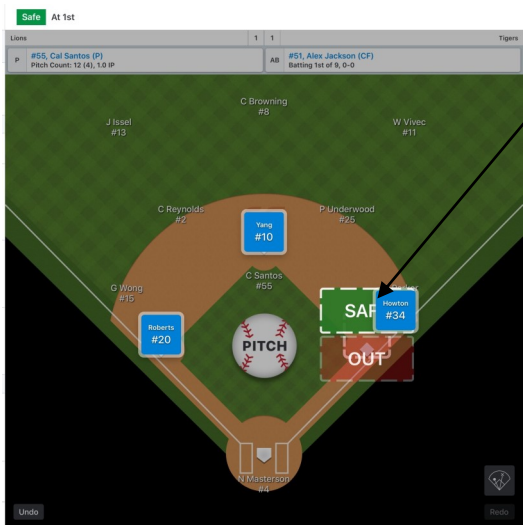 Safe At 1st
Lions 1 1 Tigers
P #55, Cal Santos (P)
Pitch Count: 12 (4), 1.0 IP
AB #51, Alex Jackson (CF)
Batting 1st of 9, 0-0
C Browning
#8
J Issel
#13
W Vivec
#11
C Reynolds
#2
P Underwood
#25
Yang
#10
C Santos
#55
G Wong
#15
Howton
#34
SAF
Roberts
#20
PITCH
OUT
N Masterson
#4
Undo
Redo